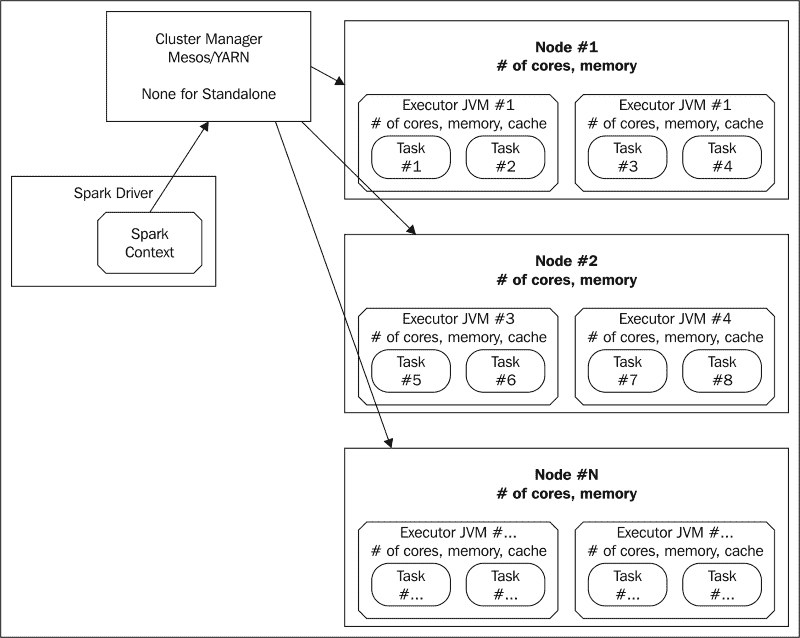 Cluster Manager
Mesos/YARN
None for Standalone
Spark Driver
Spark
Context
Node #1
# of cores, memory
Executor JVM #1
# of cores, memory, cache
Task
#1
Task
#2
Executor JVM #1
# of cores, memory, cache
Task
#3
Task
#4
Node #2
# of cores, memory
Executor JVM #3
# of cores, memory, cache
Task
#5
Task
#6
Executor JVM #4
# of cores, memory, cache
Task
#7
Task
#8
Node #N
# of cores, memory
Executor JVM #...
# of cores, memory, cache
Task
#...
Task
#...
Executor JVM #...
# of cores, memory, cache
Task
#...
Task
#...